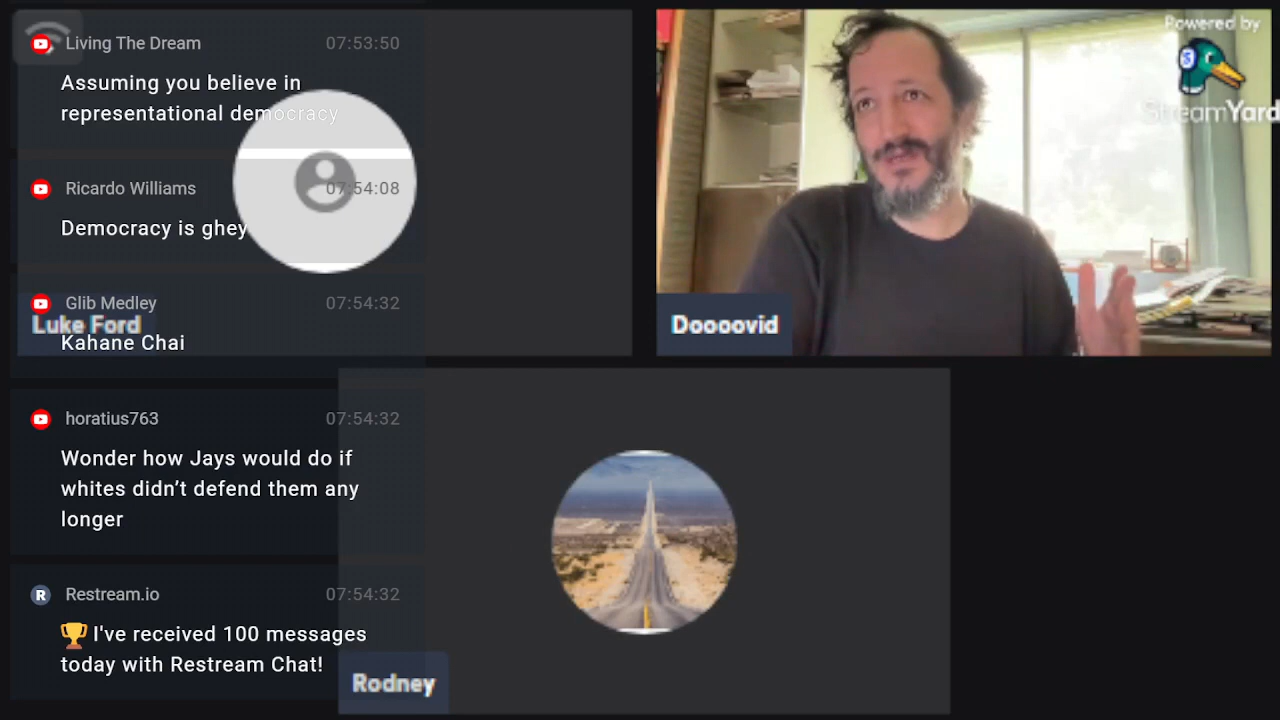 Living The Dream 07:53:50
Assuming you believe in
representational democracy
Ricardo Williams 07:54:08
Democracy is ghey
Glib Medley 07:54:32
Luke Ford
Kahane Chai
horatius763 07:54:32
Wonder how Jays would do if
whites didn’t defend them any
longer
R Restream.io 07:54:32
🏆 I've received 100 messages
today with Restream Chat!
Powered by
S
StreamYard
Doooovid
Rodney